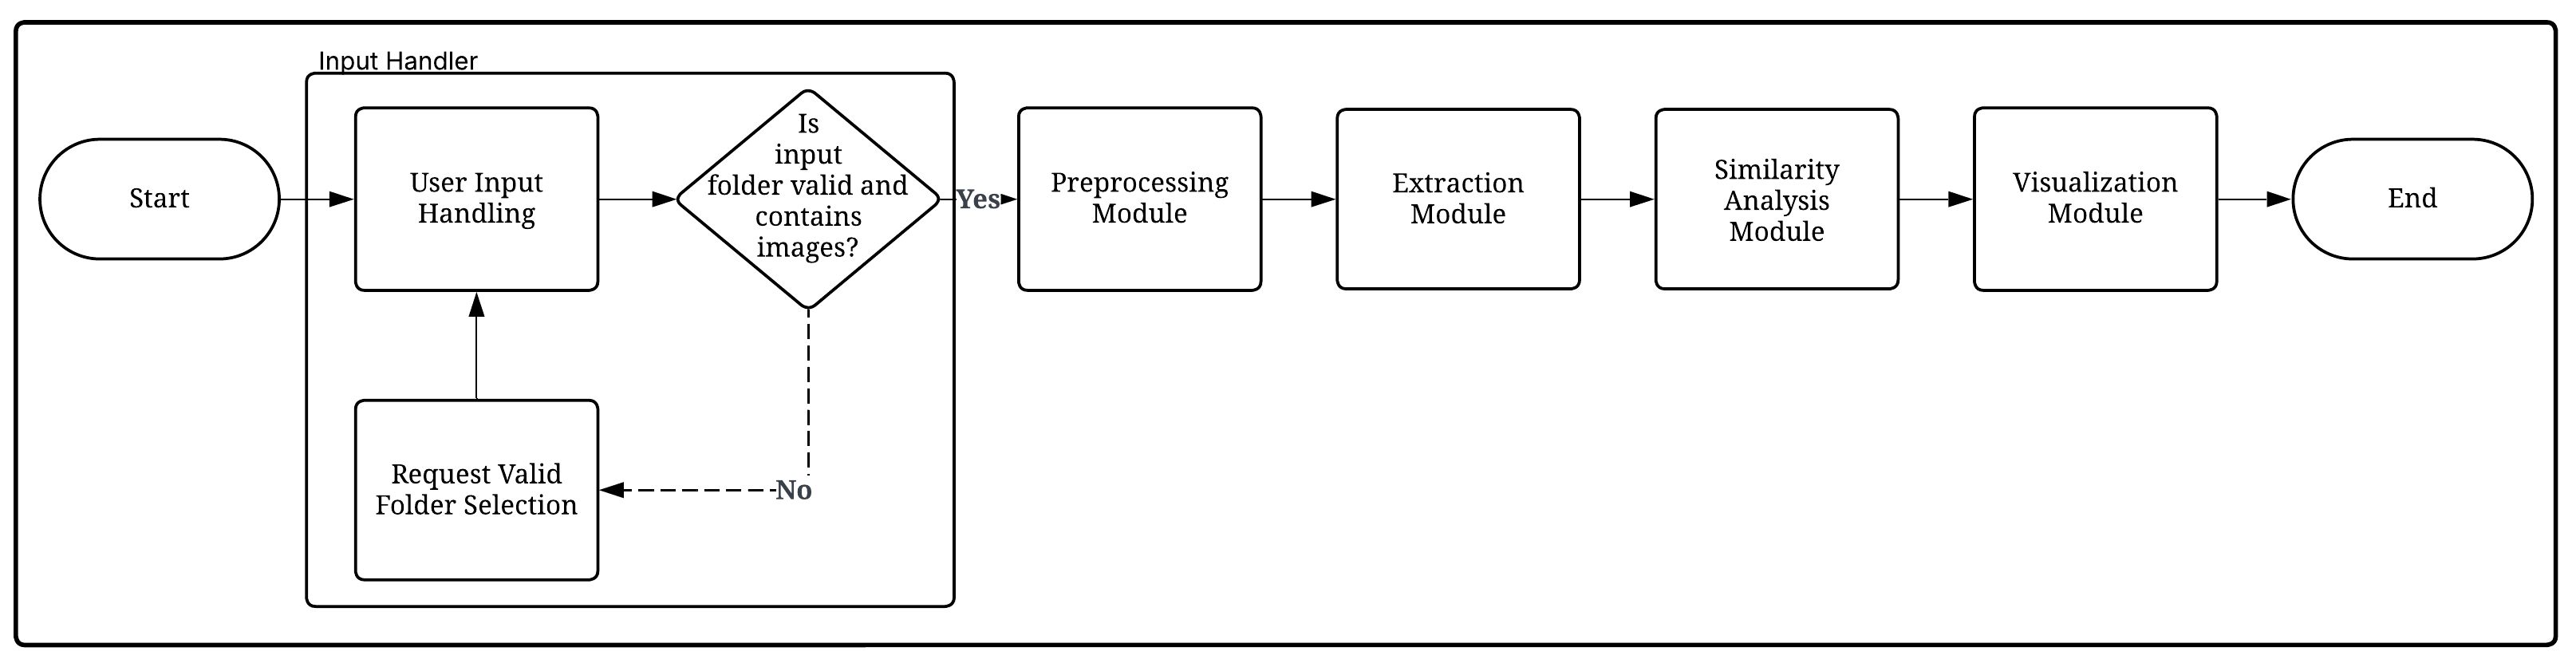 Input Handler
Start
User Input
Handling
Is
input
folder valid and
contains
images?
Yes
Preprocessing
Module
Extraction
Module
Similarity
Analysis
Module
Visualization
Module
End
Request Valid
Folder Selection
No